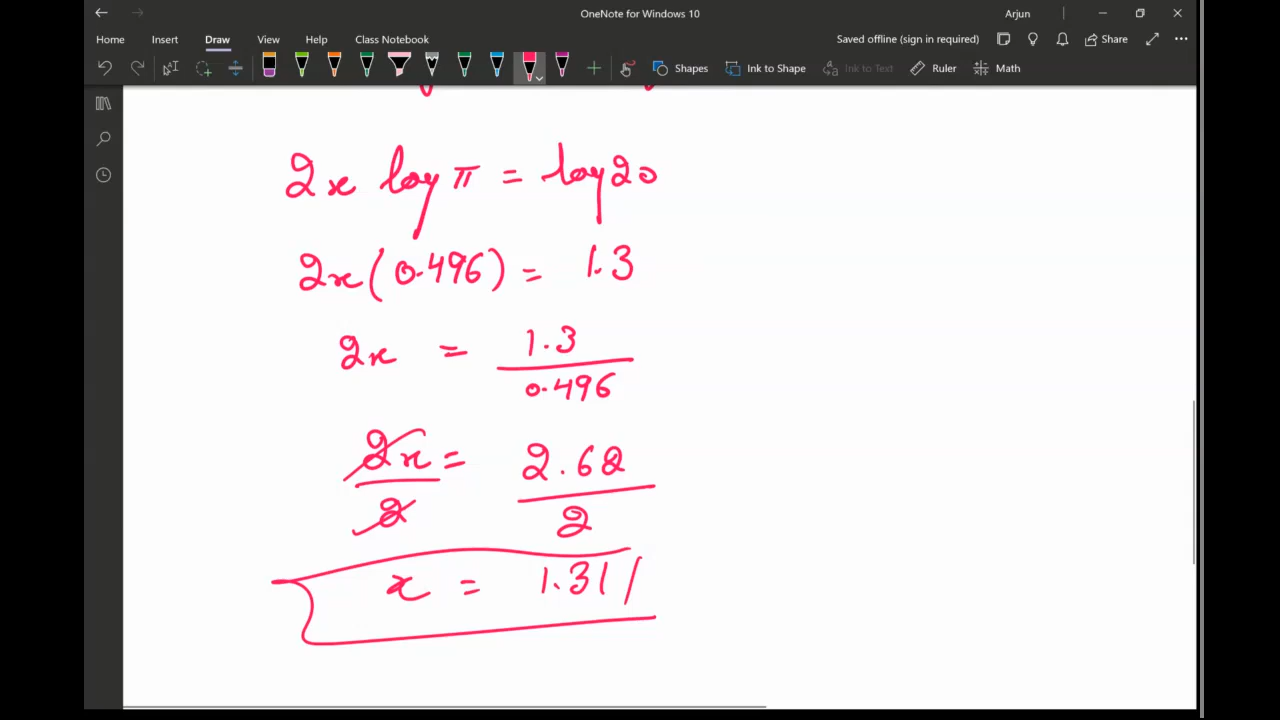 OneNote for Windows 10
Arjun
Home Insert Draw View Help Class Notebook
Saved offline (sign in required) Share
Shapes Ink to Shape Ink to Text Ruler Math
2x log π = log 20
2x(0.496) = 1.3
2x = 1.3
0.496
2x = 2.62
2 2
x = 1.31